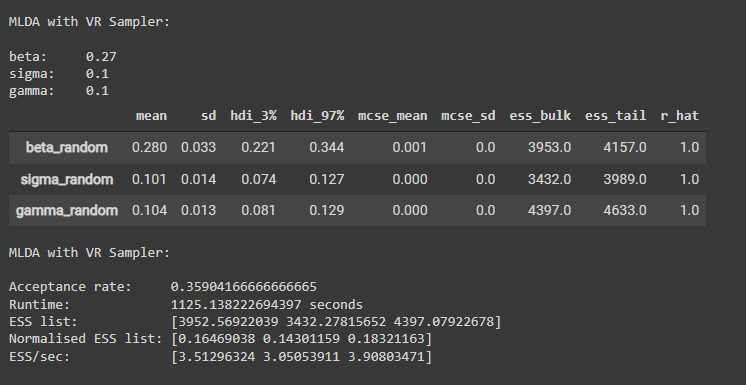 MLDA with VR Sampler:
beta: 0.27
sigma: 0.1
gamma: 0.1
mean sd hdi_3% hdi_97% mcse_mean mcse_sd ess_bulk ess_tail r_hat
beta_random 0.280 0.033 0.221 0.344 0.001 0.0 3953.0 4157.0 1.0
sigma_random 0.101 0.014 0.074 0.127 0.000 0.0 3432.0 3989.0 1.0
gamma_random 0.104 0.013 0.081 0.129 0.000 0.0 4397.0 4633.0 1.0
MLDA with VR Sampler:
Acceptance rate: 0.35904166666666665
Runtime: 1125.138222694397 seconds
ESS list: [3952.56922039 3432.27815652 4397.07922678]
Normalised ESS list: [0.16469038 0.14301159 0.18321163]
ESS/sec: [3.51296324 3.05053911 3.90803471]